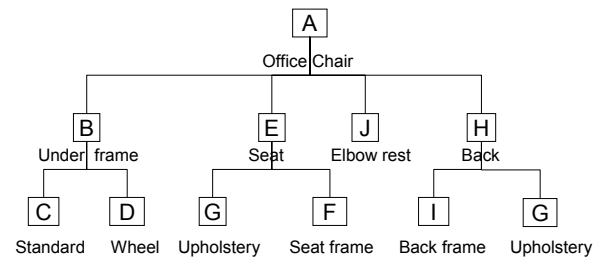 A
Office Chair
B E J H
Under frame Seat Elbow rest Back
C D G F I G
Standard Wheel Upholstery Seat frame Back frame Upholstery